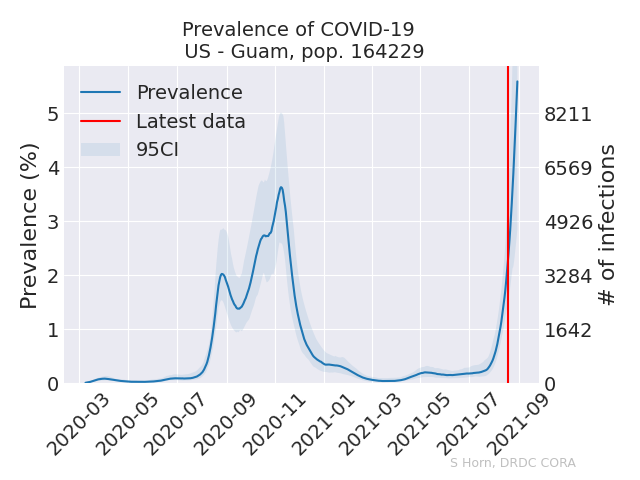 Prevalence of COVID-19
US - Guam, pop. 164229
Prevalence
Latest data
95CI
Prevalence (%)
5
4
3
2
1
0
8211
6569
4926
3284
1642
0
# of infections
2020-03
2020-05
2020-07
2020-09
2020-11
2021-01
2021-03
2021-05
2021-07
2021-09
S Horn, DRDC CORA